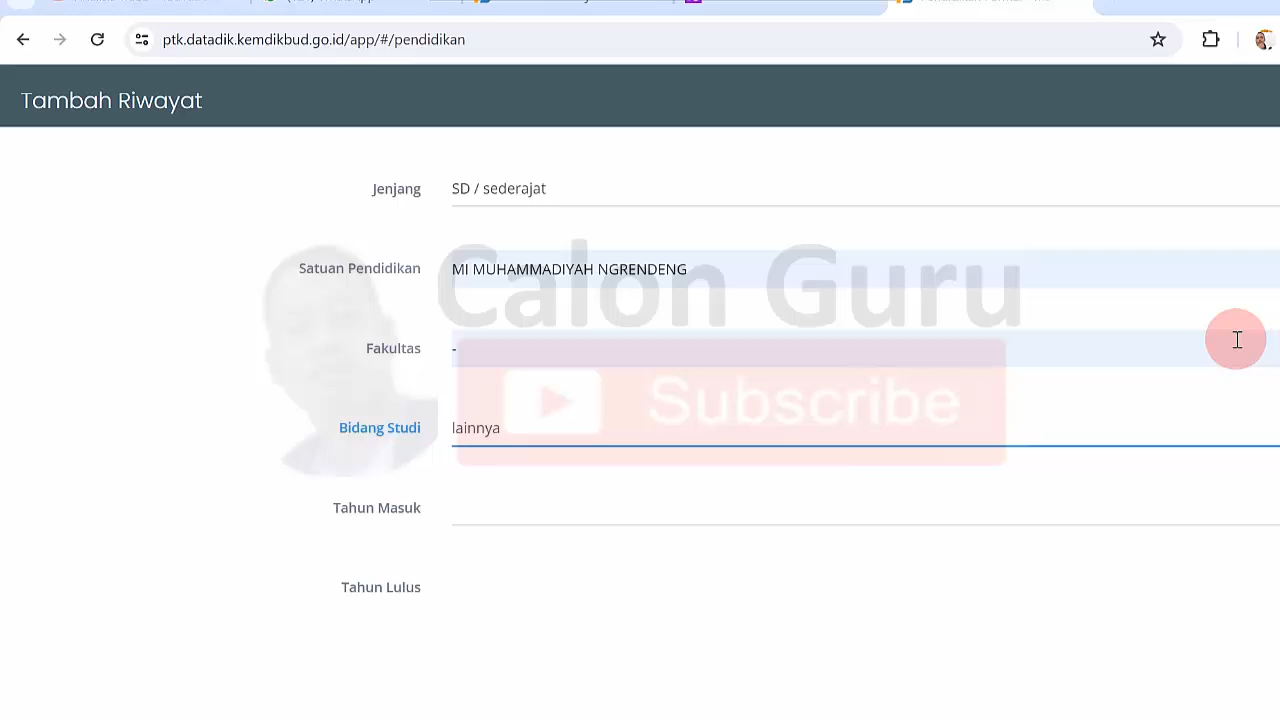 ptk.datadik.kemdikbud.go.id/app/#/pendidikan
Tambah Riwayat
Jenjang
SD / sederajat
Calon Guru
Satuan Pendidikan
MI MUHAMMADIYAH NGRENDENG
Fakultas
-
Subscribe
Bidang Studi
lainnya
Tahun Masuk
Tahun Lulus